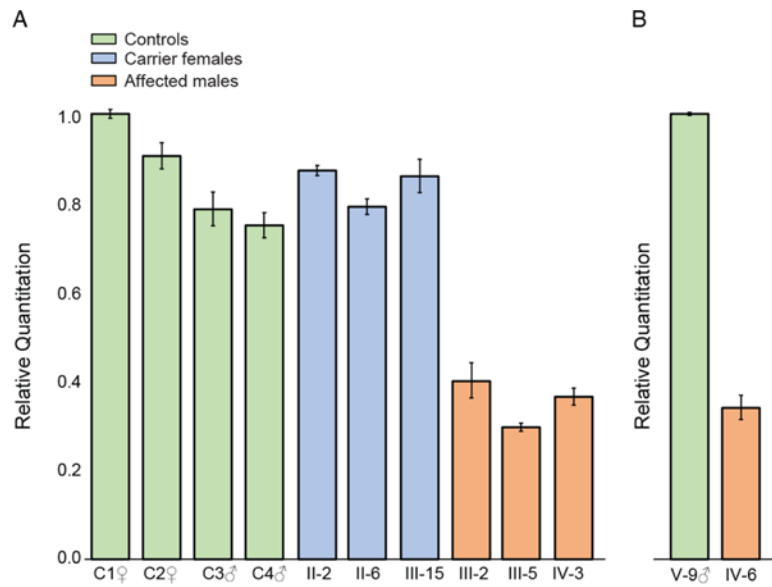 A
B
Controls
Carrier females
Affected males
Relative Quantitation
1.0
0.8
0.6
0.4
0.2
0.0
C1♀ C2♀ C3♂ C4♂ II-2 II-6 III-15 III-2 III-5 IV-3
Relative Quantitation
V-9♂ IV-6